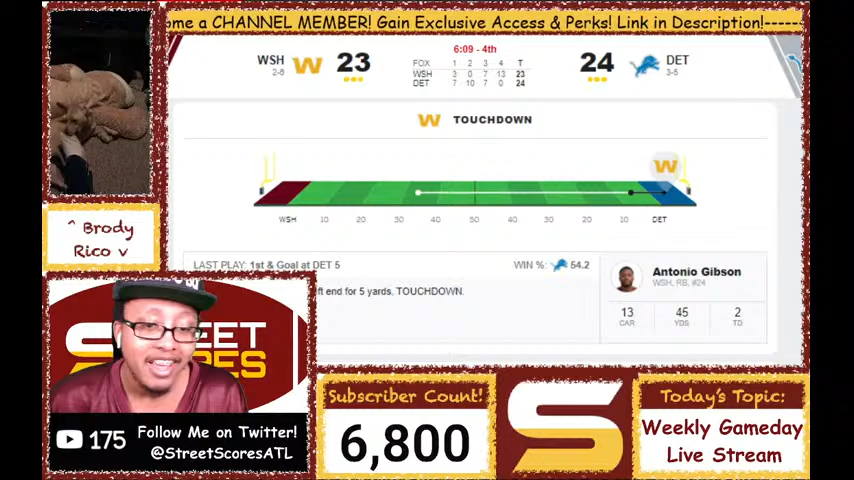 ome a CHANNEL MEMBER! Gain Exclusive Access & Perks! Link in Description!------
6:09 - 4th
WSH W 23
2-6
FOX 1 2 3 4 T
WSH 3 0 7 13 23
DET 7 10 7 0 24
24 DET
3-5
W TOUCHDOWN
W
WSH 10 20 30 40 50 40 30 20 10 DET
LAST PLAY: 1st & Goal at DET 5
WIN %: 54.2
ft end for 5 yards, TOUCHDOWN.
Antonio Gibson
WSH, RB, #24
13 45 2
CAR YDS TD
^ Brody
Rico v
STREET
SCORES
175
Follow Me on Twitter!
@StreetScoresATL
Subscriber Count!
6,800
S
Today's Topic:
Weekly Gameday
Live Stream